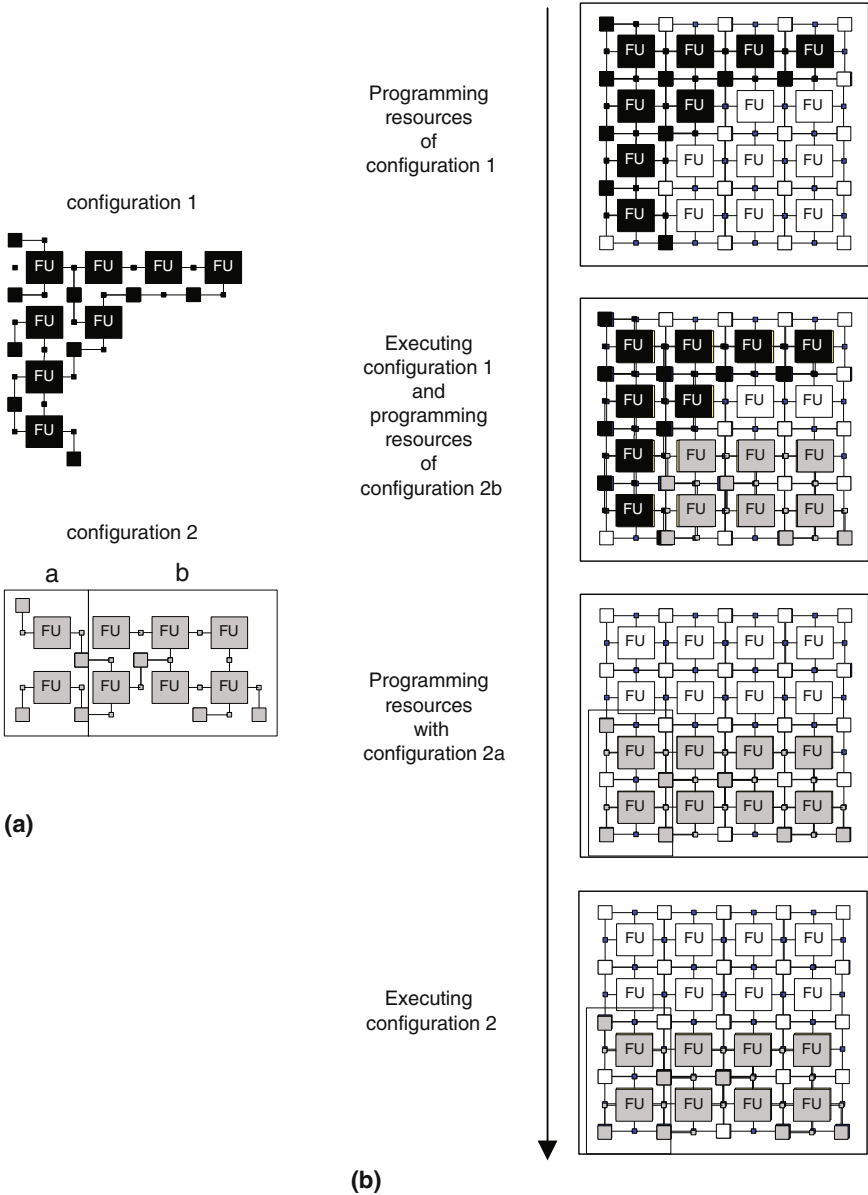 configuration 1
FU FU FU FU
FU FU
FU
FU
configuration 2
a b
FU FU FU FU
FU FU FU FU
(a)
Programming
resources
of
configuration 1
FU FU FU FU
FU FU FU FU
FU FU FU FU
FU FU FU FU
Executing
configuration 1
and
programming
resources
of
configuration 2b
FU FU FU FU
FU FU FU FU
FU FU FU FU
FU FU FU FU
Programming
resources
with
configuration 2a
FU FU FU FU
FU FU FU FU
FU FU FU FU
FU FU FU FU
Executing
configuration 2
FU FU FU FU
FU FU FU FU
FU FU FU FU
FU FU FU FU
(b)